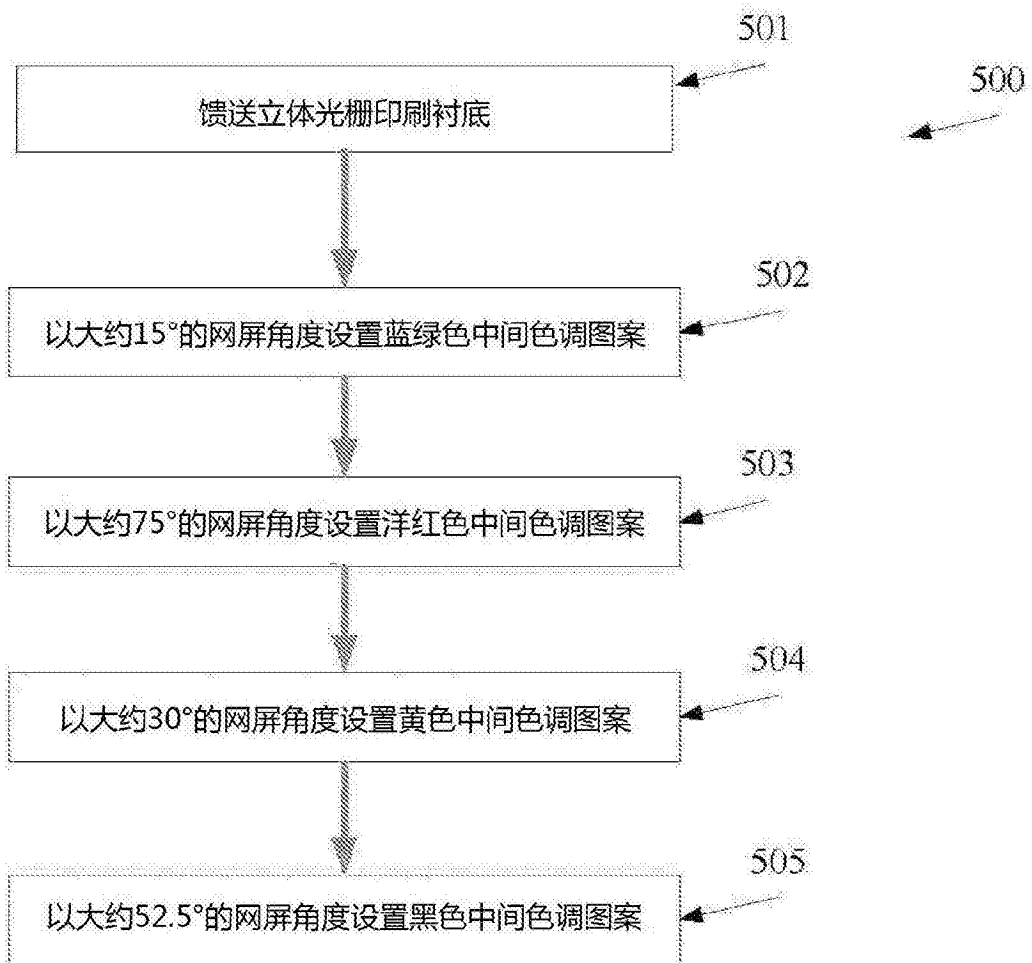 501
500
馈送立体光栅印刷衬底
502
以大约15°的网屏角度设置蓝绿色中间色调图案
503
以大约75°的网屏角度设置洋红色中间色调图案
504
以大约30°的网屏角度设置黄色中间色调图案
505
以大约52.5°的网屏角度设置黑色中间色调图案